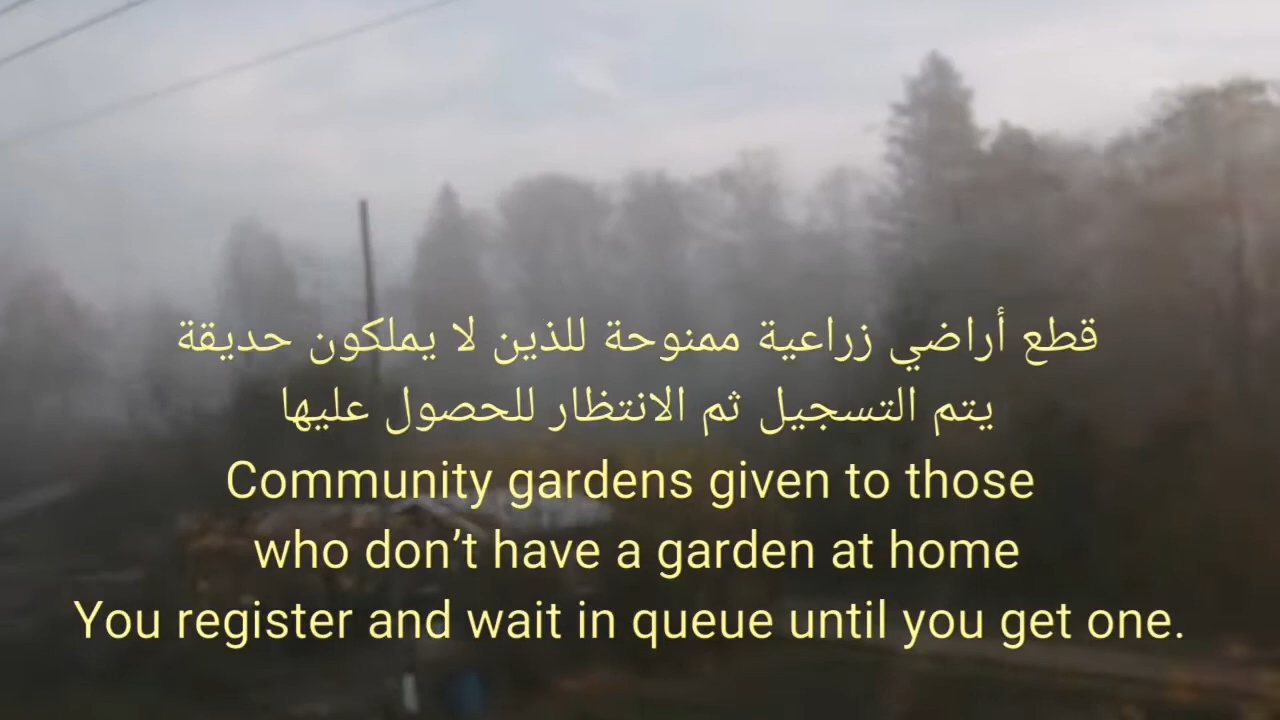 قطع أراضي زراعية ممنوحة للذين لا يملكون حديقة
يتم التسجيل ثم الانتظار للحصول عليها
Community gardens given to those
who don’t have a garden at home
You register and wait in queue until you get one.